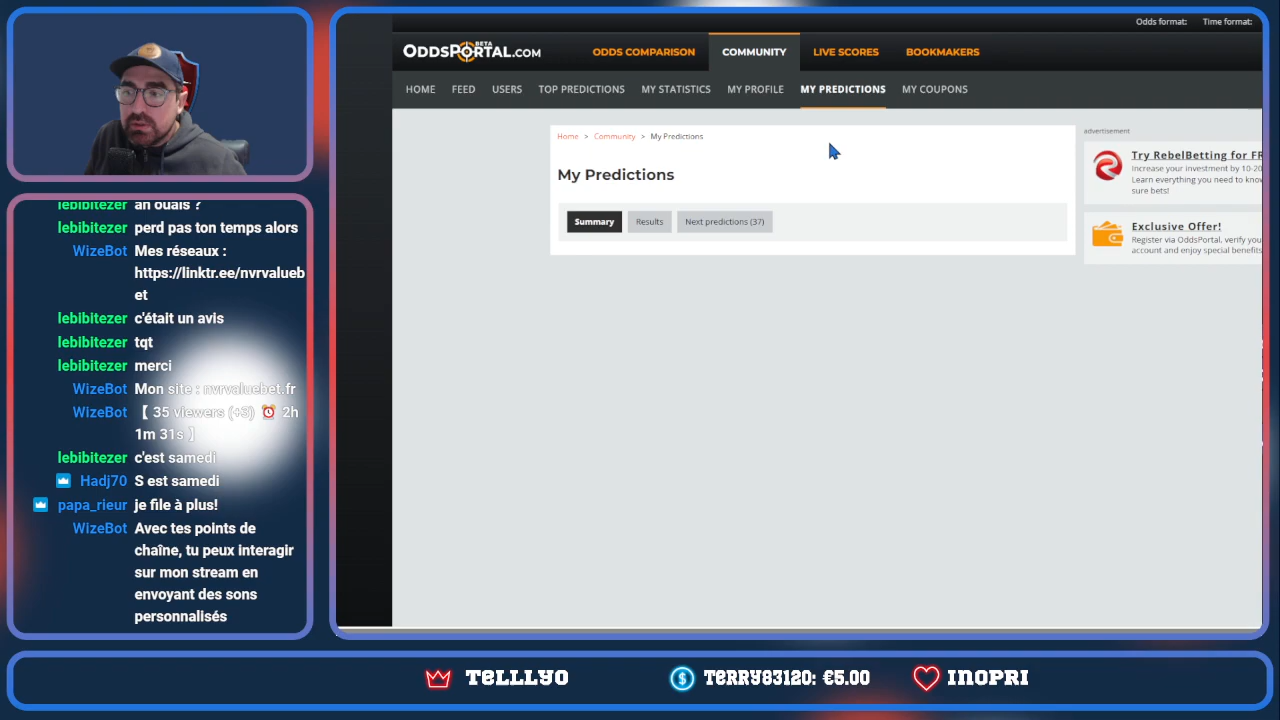 Odds format: Time format:
ODDSPORTAL.COM BETA
ODDS COMPARISON COMMUNITY LIVE SCORES BOOKMAKERS
HOME FEED USERS TOP PREDICTIONS MY STATISTICS MY PROFILE MY PREDICTIONS MY COUPONS
Home > Community > My Predictions
My Predictions
Summary Results Next predictions (37)
advertisement
Try RebelBetting for FR
Increase your investment by 10-20
Learn everything you need to know
sure bets!
Exclusive Offer!
Register via OddsPortal, verify your
account and enjoy special benefits
lebibitezer ah ouais ?
lebibitezer perd pas ton temps alors
WizeBot Mes réseaux :
https://linktr.ee/nvrvalueb
et
lebibitezer c'était un avis
lebibitezer tqt
lebibitezer merci
WizeBot Mon site : nvrvaluebet.fr
WizeBot 【 35 viewers (+3) ⏰ 2h
1m 31s 】
lebibitezer c'est samedi
Hadj70 S est samedi
papa_rieur je file à plus!
WizeBot Avec tes points de
chaîne, tu peux interagir
sur mon stream en
envoyant des sons
personnalisés
TELLLYO $ TERRY83120: €5.00 INOPRI